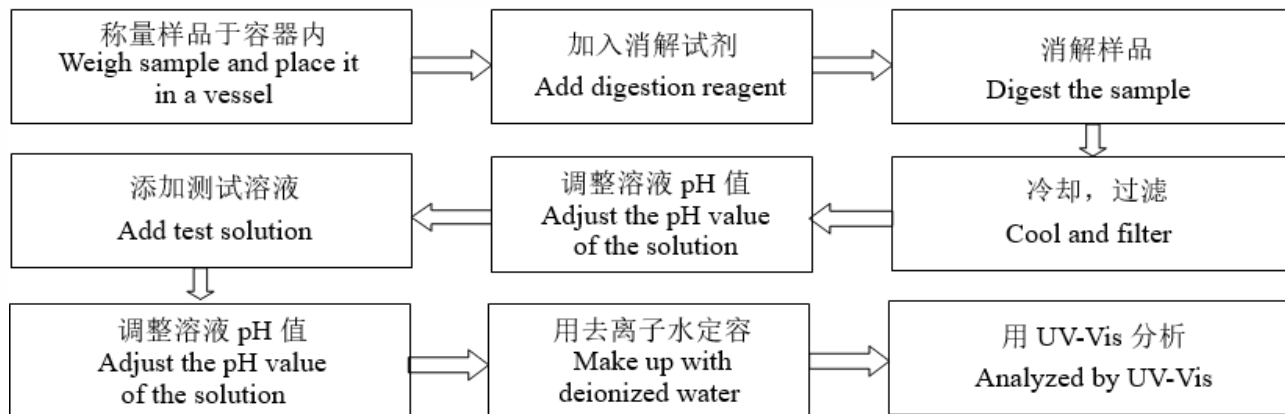 称量样品于容器内
Weigh sample and place it
in a vessel
加入消解试剂
Add digestion reagent
消解样品
Digest the sample
冷却，过滤
Cool and filter
调整溶液 pH 值
Adjust the pH value
of the solution
添加测试溶液
Add test solution
调整溶液 pH 值
Adjust the pH value
of the solution
用去离子水定容
Make up with
deionized water
用 UV-Vis 分析
Analyzed by UV-Vis